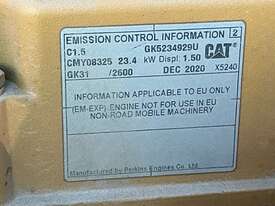 EMISSION CONTROL INFORMATION 2
C1.5 GK5234929U CAT
CMY08325 23.4 kW Displ: 1.50
GK31 /2600 DEC 2020 X5240
INFORMATION APPLICABLE TO EU ONLY
(EM-EXP) ENGINE NOT FOR USE IN EU
NON-ROAD MOBILE MACHINERY
Manufactured by Perkins Engines Co. Ltd.